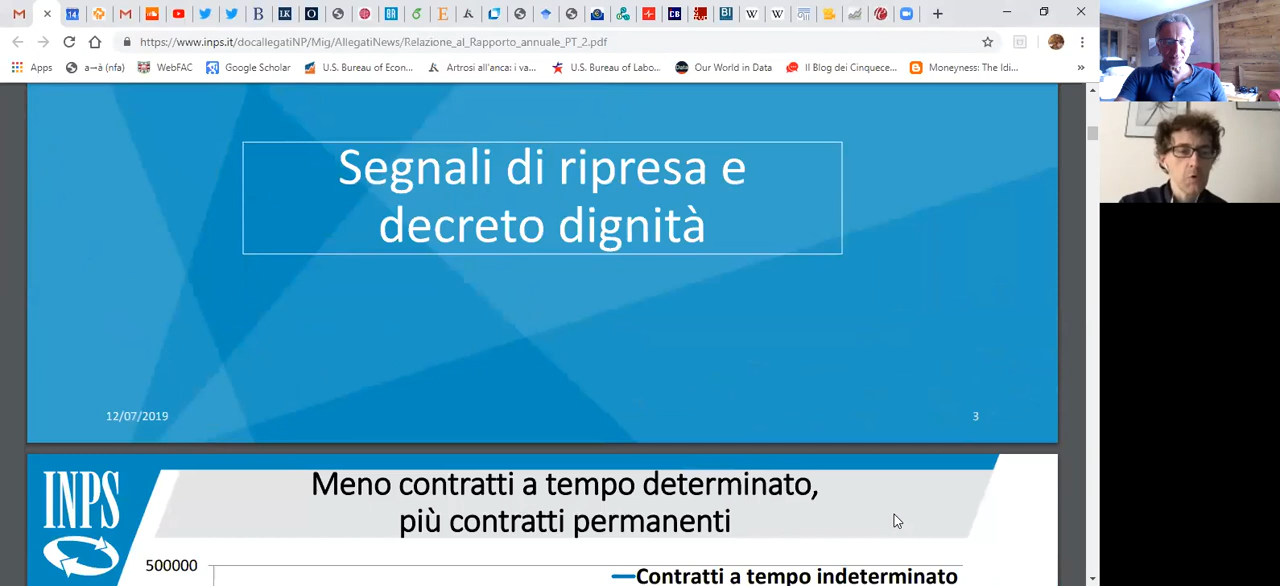 https://www.inps.it/docallegatiNP/Mig/AllegatiNews/Relazione_al_Rapporto_annuale_PT_2.pdf
Apps
a→à (nfa)
WebFAC
Google Scholar
U.S. Bureau of Econ...
Artrosi all'anca: i va...
U.S. Bureau of Labo...
Our World in Data
Il Blog dei Cinquece...
Moneyness: The Idi...
»
Segnali di ripresa e
decreto dignità
12/07/2019
3
INPS
Meno contratti a tempo determinato,
più contratti permanenti
500000
Contratti a tempo indeterminato